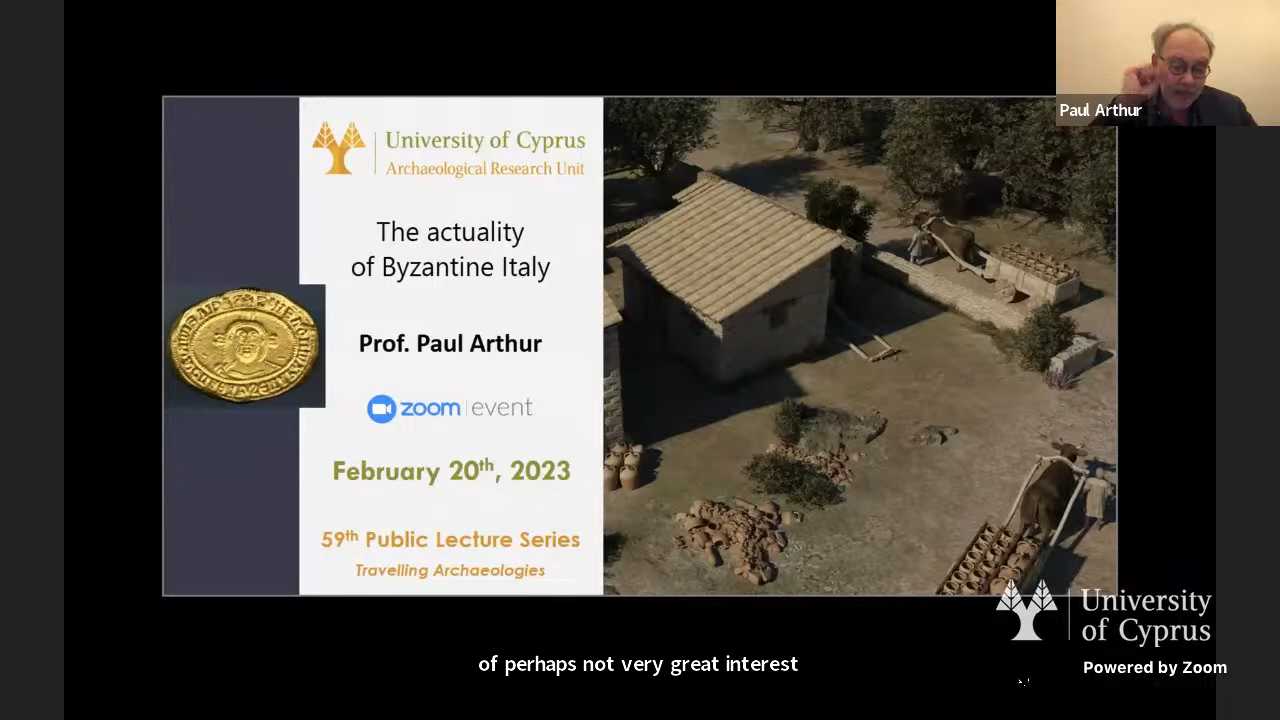 Paul Arthur
University of Cyprus
Archaeological Research Unit
The actuality
of Byzantine Italy
Prof. Paul Arthur
zoom event
February 20th, 2023
59th Public Lecture Series
Travelling Archaeologies
University
of Cyprus
of perhaps not very great interest
Powered by Zoom